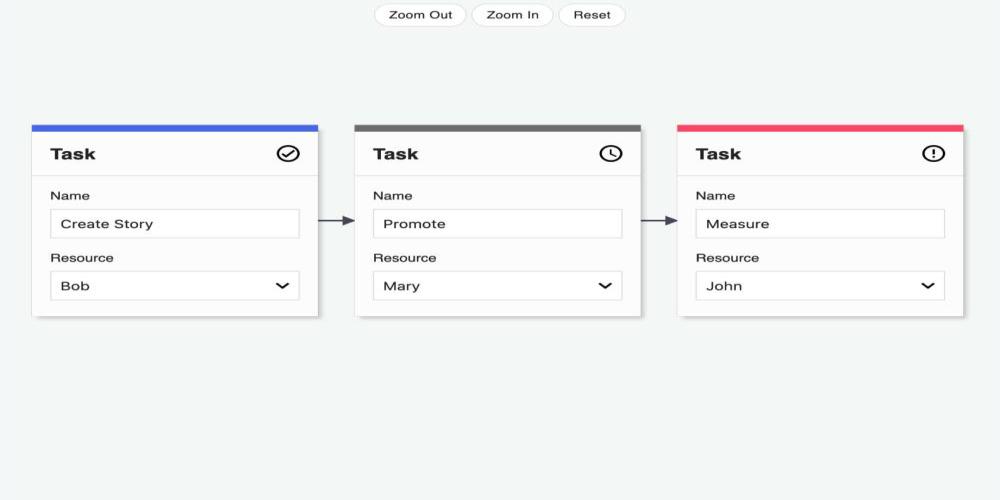 Zoom Out Zoom In Reset
Task Task Task
Name Name Name
Create Story Promote Measure
Resource Resource Resource
Bob Mary John